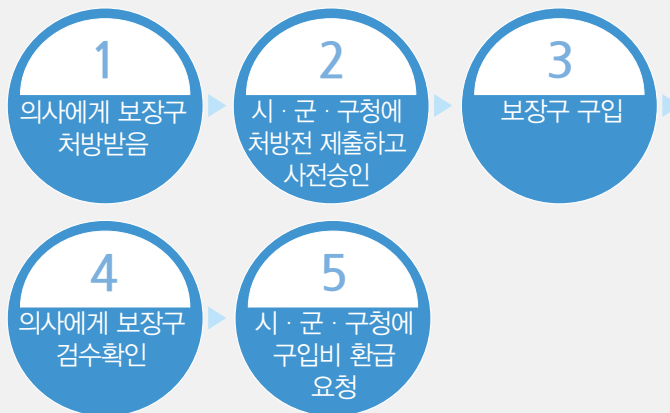 1
의사에게 보장구
처방받음
2
시 · 군 · 구청에
처방전 제출하고
사전승인
3
보장구 구입
4
의사에게 보장구
검수확인
5
시 · 군 · 구청에
구입비 환급
요청